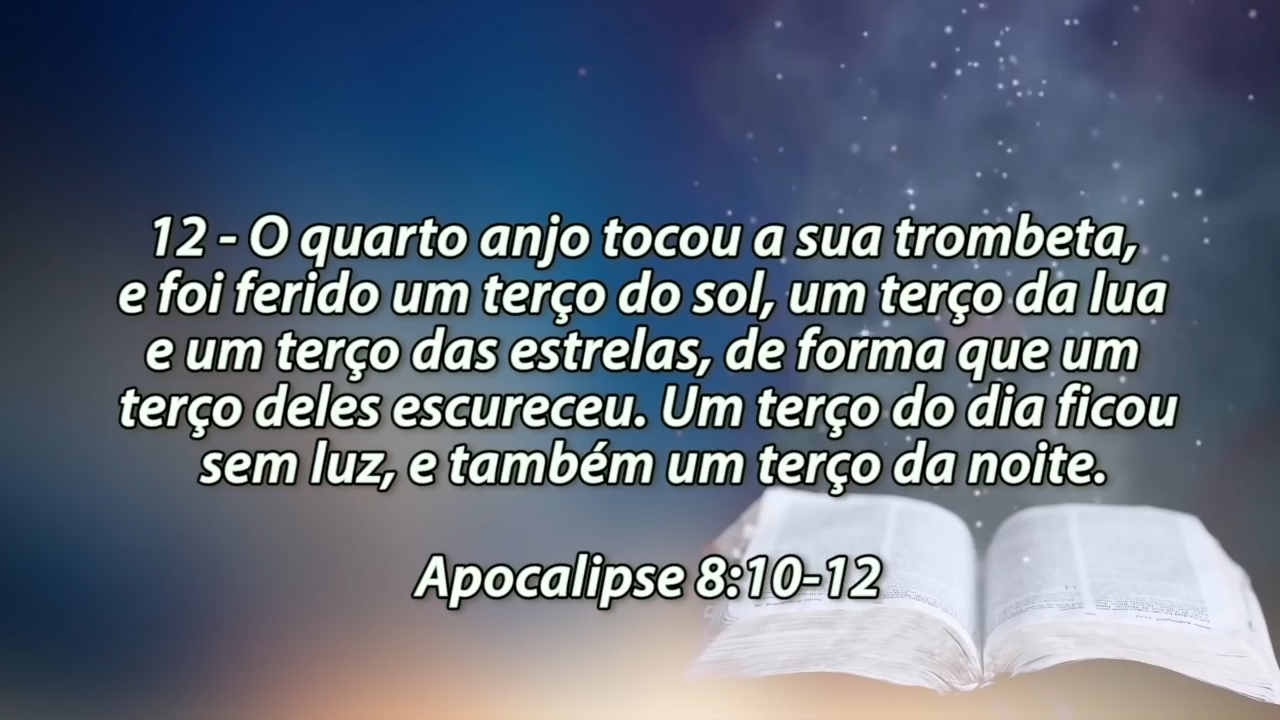 12 - O quarto anjo tocou a sua trombeta,
e foi ferido um terço do sol, um terço da lua
e um terço das estrelas, de forma que um
terço deles escureceu. Um terço do dia ficou
sem luz, e também um terço da noite.
Apocalipse 8:10-12